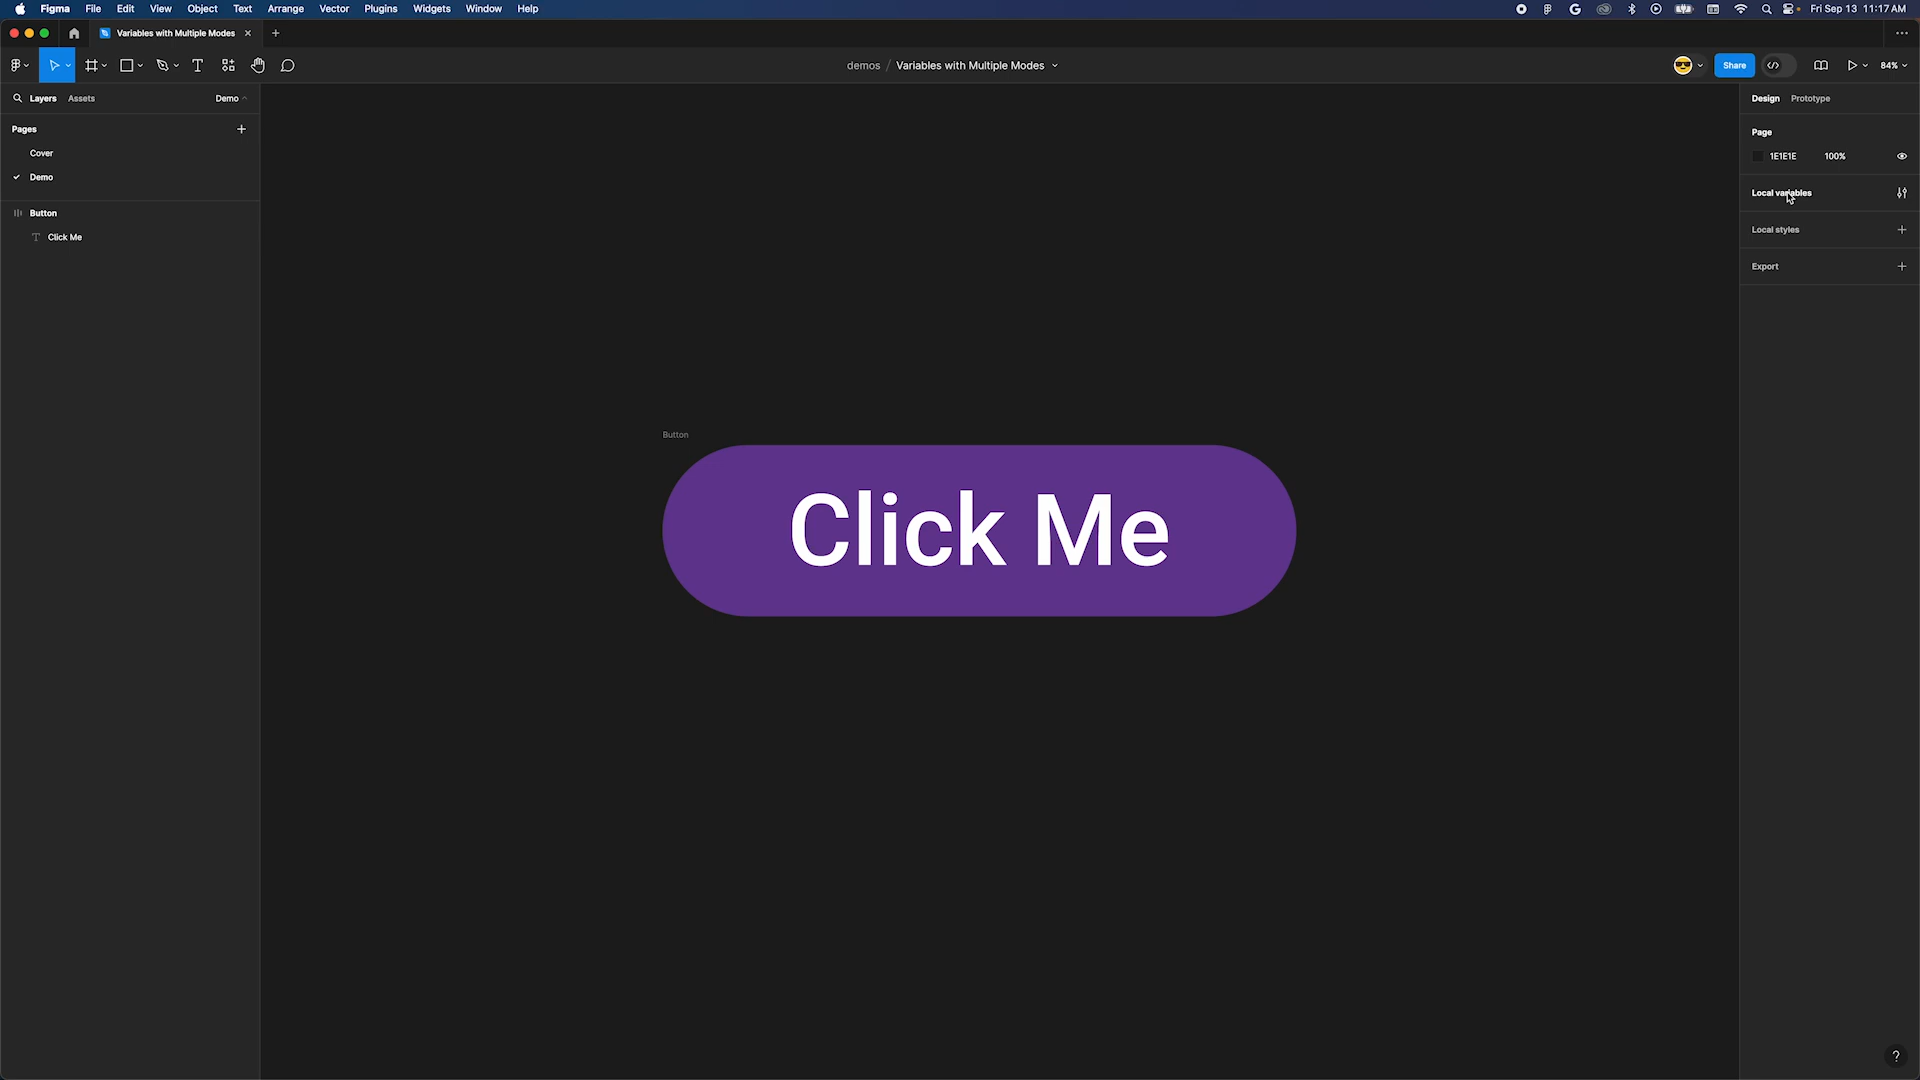 Figma File Edit View Object Text Arrange Vector Plugins Widgets Window Help
Fri Sep 13 11:17 AM
Variables with Multiple Modes
demos / Variables with Multiple Modes
Share
84%
Layers Assets
Demo
Design Prototype
Pages
Cover
Demo
Button
Click Me
Page
1E1E1E 100%
Local variables
Local styles
Export
Button
Click Me
?